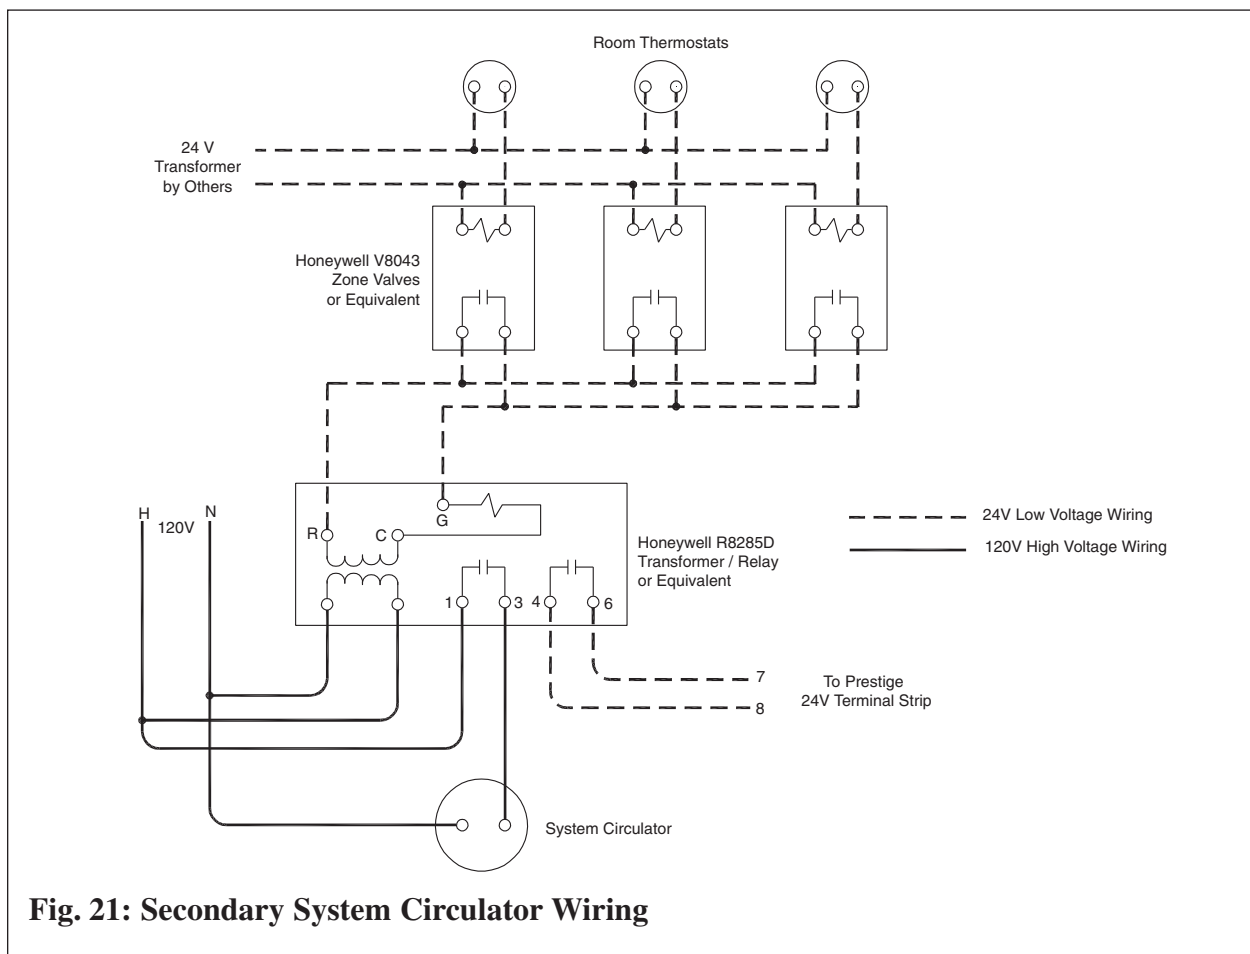 Room Thermostats
24 V
Transformer
by Others
Honeywell V8043
Zone Valves
or Equivalent
H
120V
N
R
C
G
1
3
4
6
Honeywell R8285D
Transformer / Relay
or Equivalent
24V Low Voltage Wiring
120V High Voltage Wiring
7
8
To Prestige
24V Terminal Strip
System Circulator
Fig. 21: Secondary System Circulator Wiring